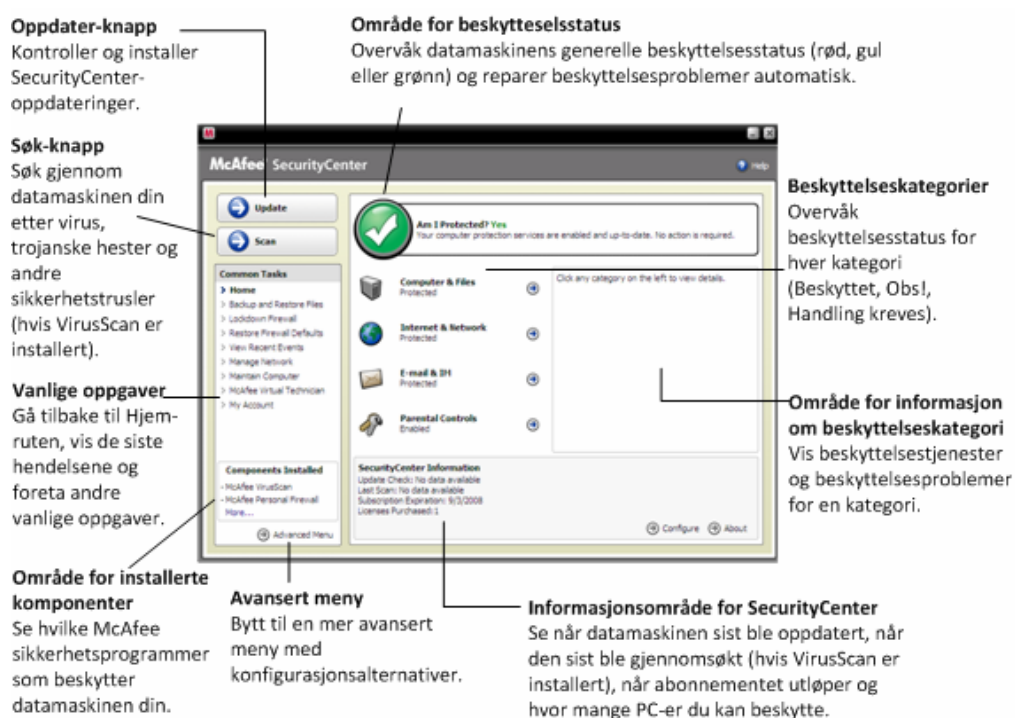 Oppdater-knapp
Kontroller og installer
SecurityCenter-
oppdateringer.
Område for beskytteselsstatus
Overvåk datamaskinens generelle beskyttelsesstatus (rød, gul
eller grønn) og reparer beskyttelsesproblemer automatisk.
Søk-knapp
Søk gjennom
datamaskinen din
etter virus,
trojanske hester og
andre
sikkerhetstrusler
(hvis VirusScan er
installert).
Vanlige oppgaver
Gå tilbake til Hjem-
ruten, vis de siste
hendelsene og
foreta andre
vanlige oppgaver.
McAfee SecurityCenter
Help
Update
Scan
Am I Protected? Yes
Your computer protection services are enabled and up-to-date. No action is required.
Common Tasks
Home
Backup and Restore Files
Lockdown Firewall
Restore Firewall Defaults
View Recent Events
Manage Network
Maintain Computer
McAfee Virtual Technician
My Account
Computer & Files
Protected
Internet & Network
Protected
E-mail & IM
Protected
Parental Controls
Enabled
Click any category on the left to view details.
Components Installed
- McAfee VirusScan
- McAfee Personal Firewall
More...
Advanced Menu
SecurityCenter Information
Update Check: No data available
Last Scan: No data available
Subscription Expiration: 9/3/2008
Licenses Purchased: 1
Configure
About
Beskyttelseskategorier
Overvåk
beskyttelsesstatus for
hver kategori
(Beskyttet, Obs!,
Handling kreves).
Område for informasjon
om beskyttelseskategori
Vis beskyttelsestjenester
og beskyttelsesproblemer
for en kategori.
Område for installerte
komponenter
Se hvilke McAfee
sikkerhetsprogrammer
som beskytter
datamaskinen din.
Avansert meny
Bytt til en mer avansert
meny med
konfigurasjonsalternativer.
Informasjonsområde for SecurityCenter
Se når datamaskinen sist ble oppdatert, når
den sist ble gjennomsøkt (hvis VirusScan er
installert), når abonnementet utløper og
hvor mange PC-er du kan beskytte.